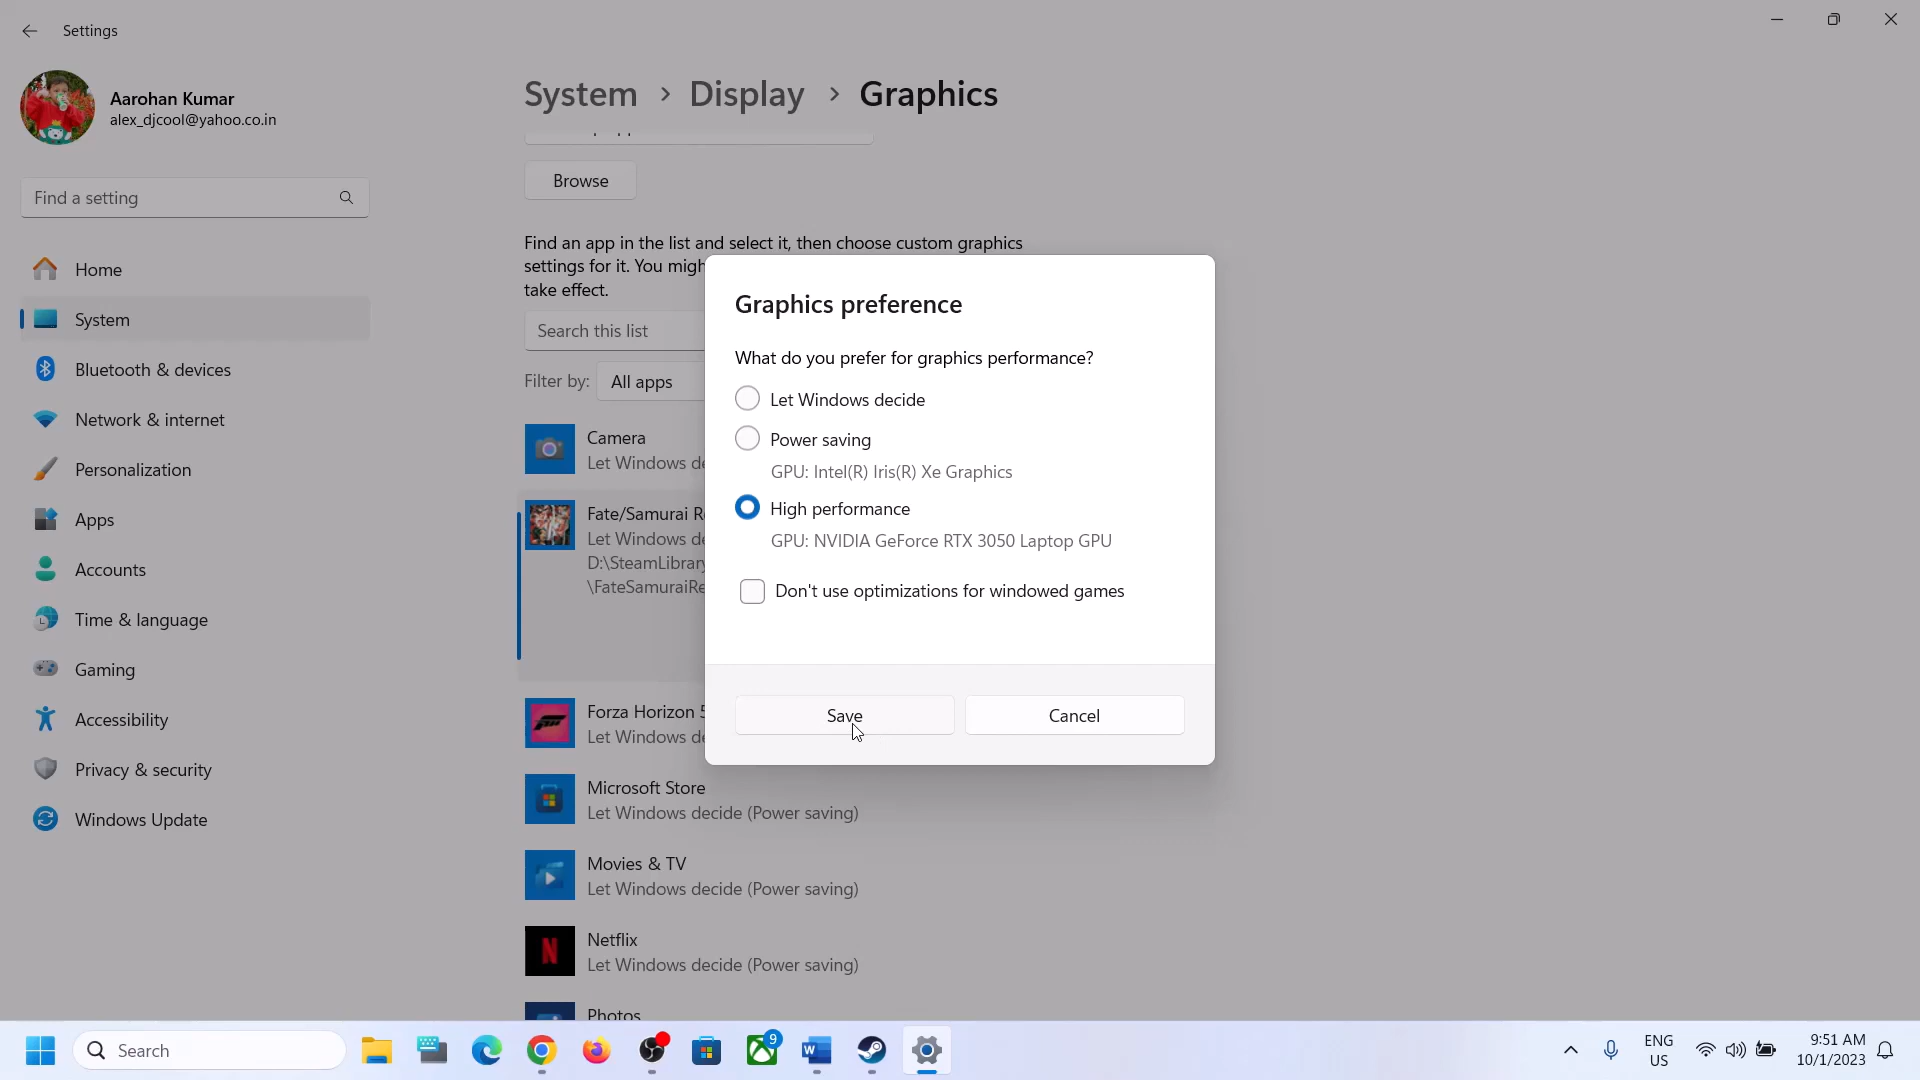 Settings
Aarohan Kumar
alex_djcool@yahoo.co.in
Find a setting
Home
System
Bluetooth & devices
Network & internet
Personalization
Apps
Accounts
Time & language
Gaming
Accessibility
Privacy & security
Windows Update
System > Display > Graphics
Browse
Find an app in the list and select it, then choose custom graphics
settings for it. You migh
take effect.
Search this list
Filter by: All apps
Camera
Let Windows de
Fate/Samurai Re
Let Windows de
D:\SteamLibrary
\FateSamuraiRe
Forza Horizon 5
Let Windows de
Microsoft Store
Let Windows decide (Power saving)
Movies & TV
Let Windows decide (Power saving)
Netflix
Let Windows decide (Power saving)
Photos
Graphics preference
What do you prefer for graphics performance?
Let Windows decide
Power saving
GPU: Intel(R) Iris(R) Xe Graphics
High performance
GPU: NVIDIA GeForce RTX 3050 Laptop GPU
Don't use optimizations for windowed games
Save
Cancel
Search
9
ENG
US
9:51 AM
10/1/2023